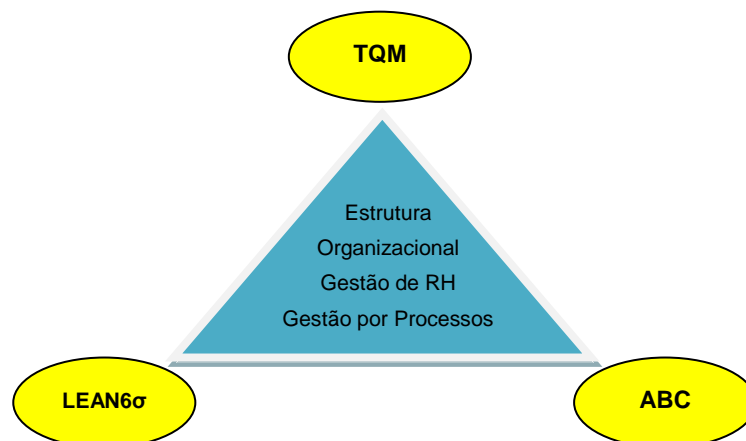 TQM
Estrutura
Organizacional
Gestão de RH
Gestão por Processos
LEAN6σ
ABC